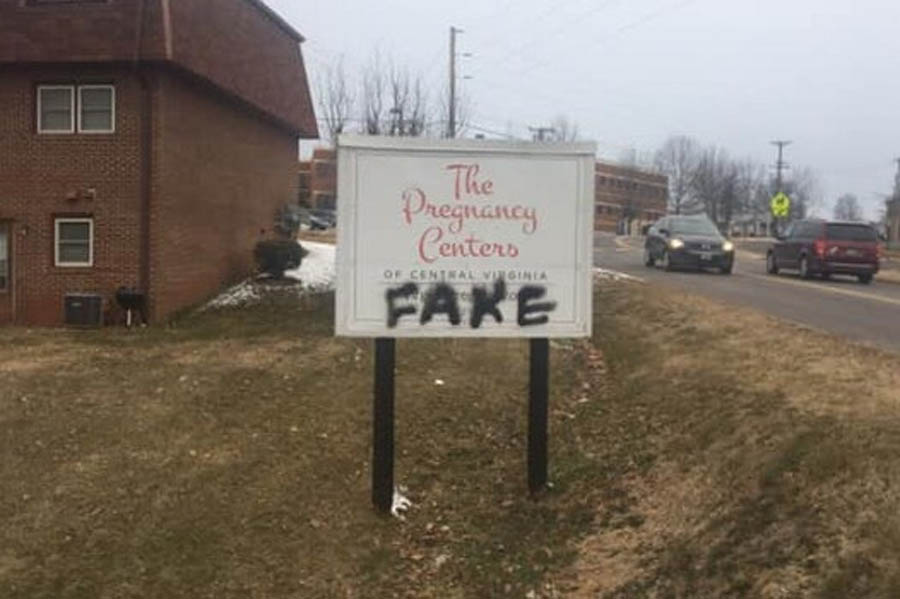 The
Pregnancy
Centers
OF CENTRAL VIRGINIA
FAKE